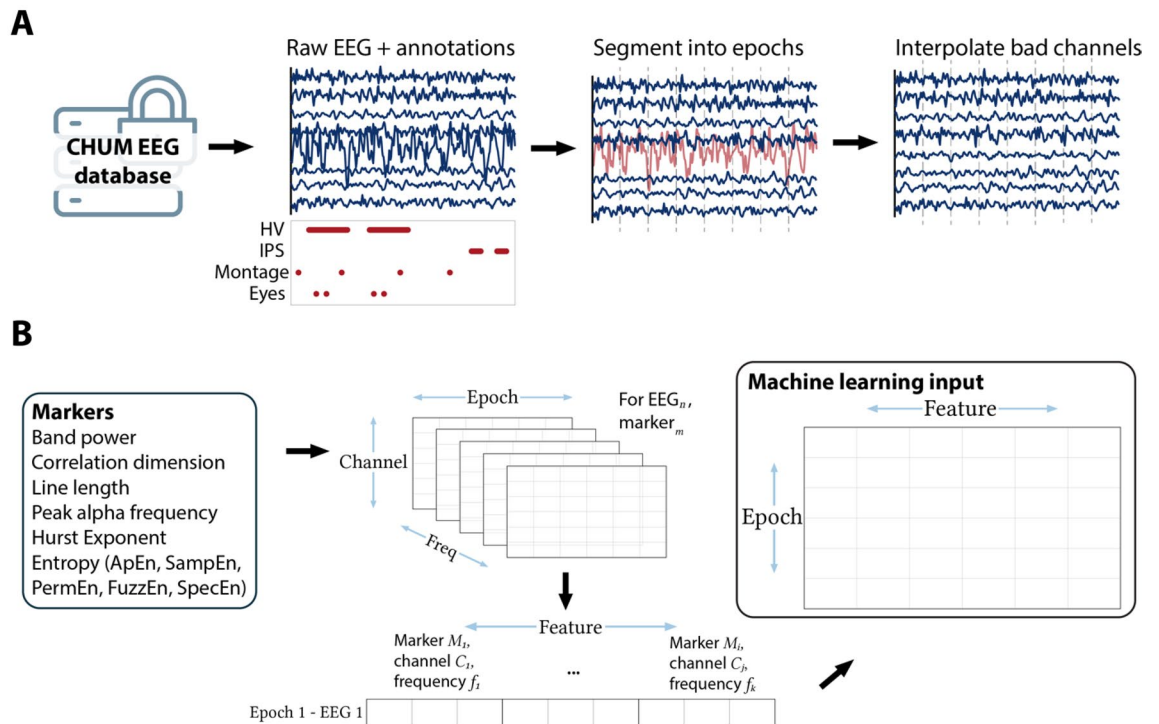 A
Raw EEG + annotations
Segment into epochs
Interpolate bad channels
CHUM EEG
database
HV
IPS
Montage
Eyes
B
Markers
Band power
Correlation dimension
Line length
Peak alpha frequency
Hurst Exponent
Entropy (ApEn, SampEn,
PermEn, FuzzEn, SpecEn)
Epoch
Channel
Freq
For EEGₙ,
markerₘ
Machine learning input
Feature
Epoch
Feature
Marker M₁,
channel C₁,
frequency f₁
...
Marker Mᵢ,
channel Cⱼ,
frequency fₖ
Epoch 1 - EEG 1